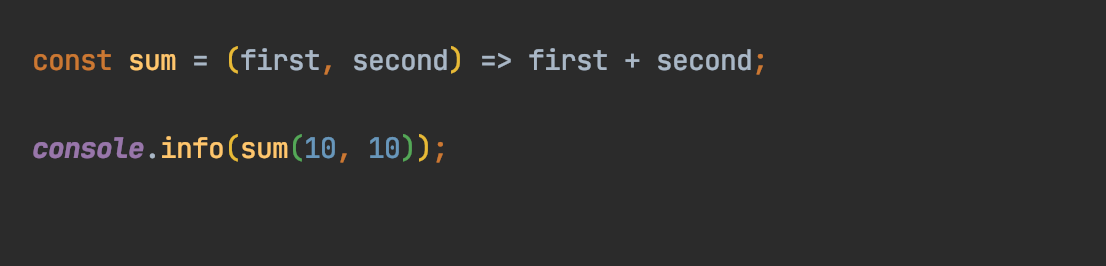 const sum = (first, second) => first + second;
console.info(sum(10, 10));